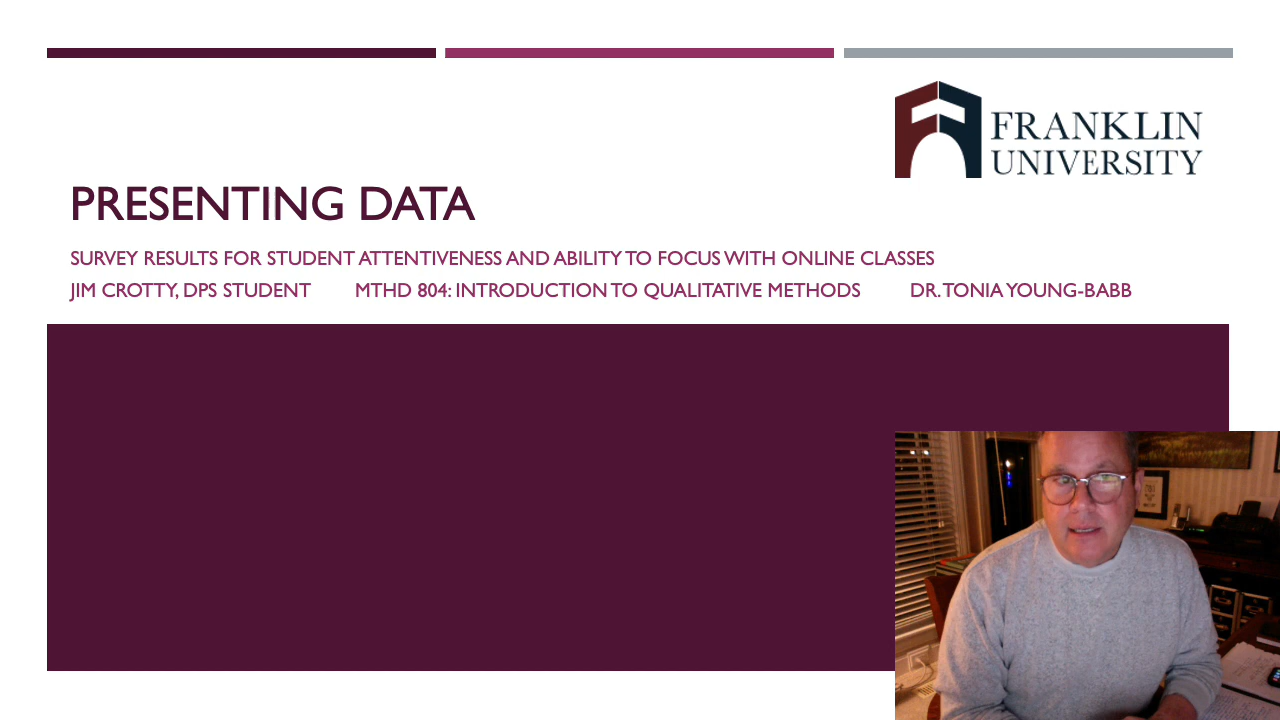 FRANKLIN
UNIVERSITY
PRESENTING DATA
SURVEY RESULTS FOR STUDENT ATTENTIVENESS AND ABILITY TO FOCUS WITH ONLINE CLASSES
JIM CROTTY, DPS STUDENT MTHD 804: INTRODUCTION TO QUALITATIVE METHODS DR. TONIA YOUNG-BABB